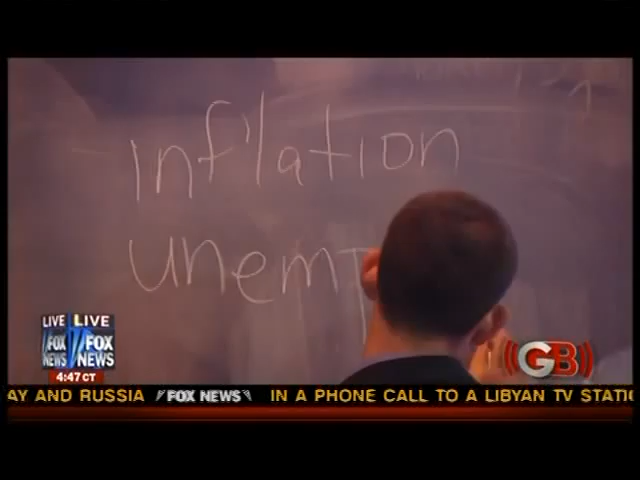 inflation
unemp
LIVE LIVE
FOX NEWS FOX NEWS
4:47 CT
GB
AY AND RUSSIA FOX NEWS IN A PHONE CALL TO A LIBYAN TV STATI